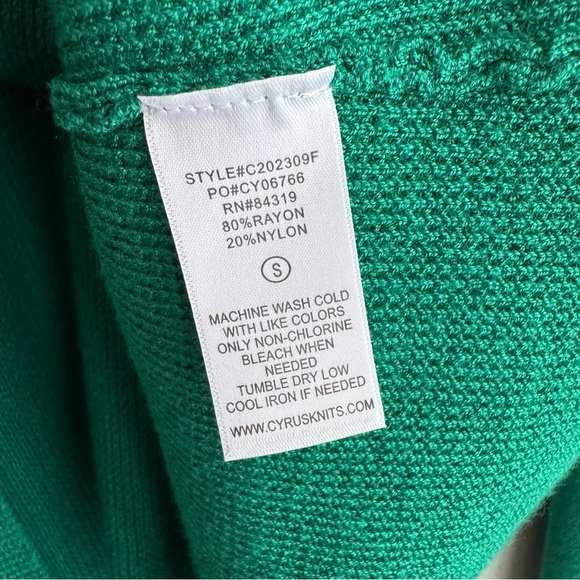 STYLE#C202309F
PO#CY06766
RN#84319
80%RAYON
20%NYLON
S
MACHINE WASH COLD
WITH LIKE COLORS
ONLY NON-CHLORINE
BLEACH WHEN
NEEDED
TUMBLE DRY LOW
COOL IRON IF NEEDED
WWW.CYRUSKNITS.COM